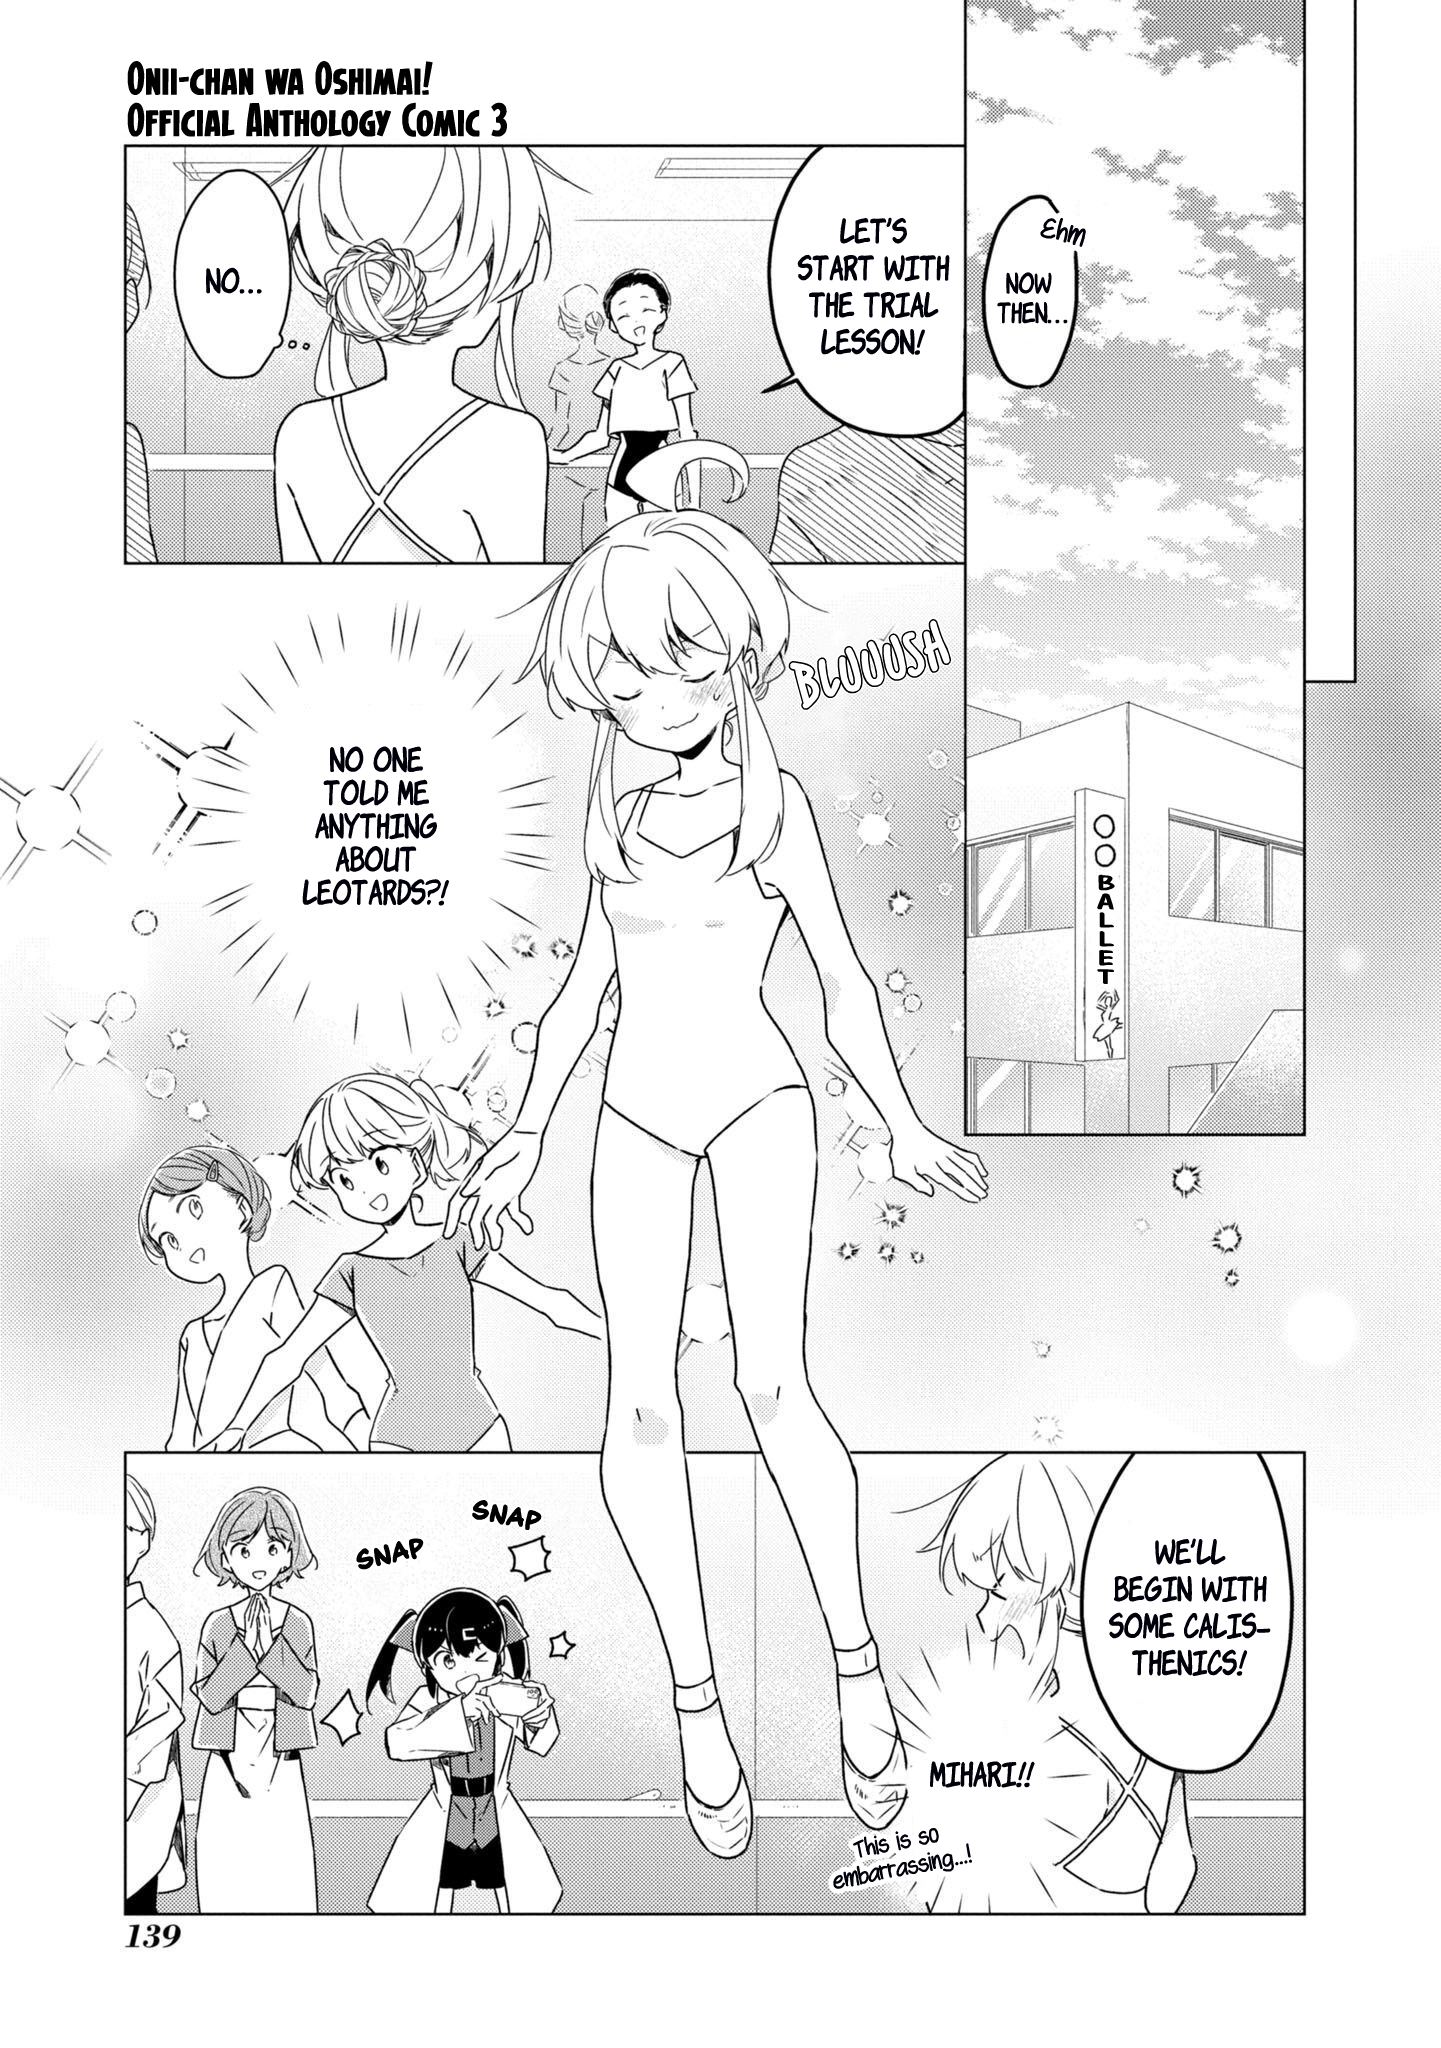 Onii-chan wa Oshimai!
Official Anthology Comic 3
Ehm
NOW
THEN...
○○BALLET
LET'S
START WITH
THE TRIAL
LESSON!
NO...
BLUUUSH
NO ONE
TOLD ME
ANYTHING
ABOUT
LEOTARDS?!
WE'LL
BEGIN WITH
SOME CALIS-
THENICS!
MIHARI!!
This is so
embarrassing...!
SNAP
SNAP
139